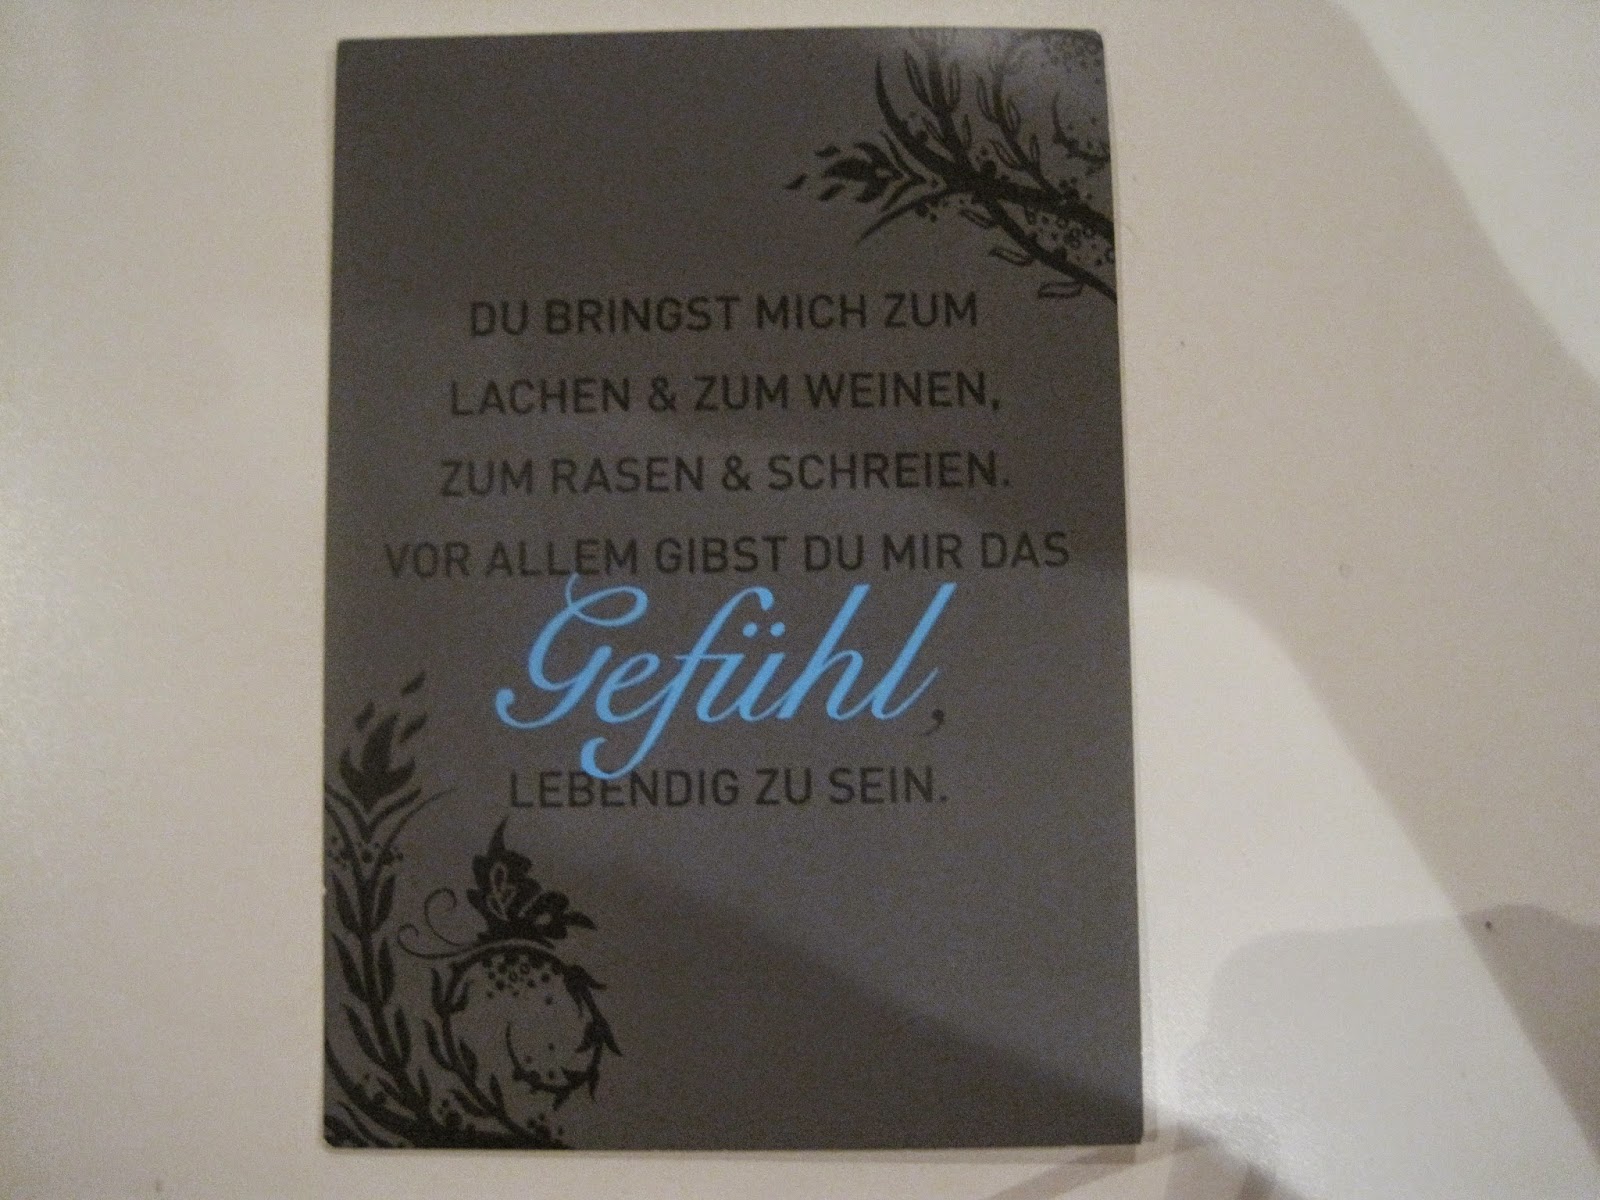 DU BRINGST MICH ZUM
LACHEN & ZUM WEINEN,
ZUM RASEN & SCHREIEN.
VOR ALLEM GIBST DU MIR DAS
Gefühl,
LEBENDIG ZU SEIN.